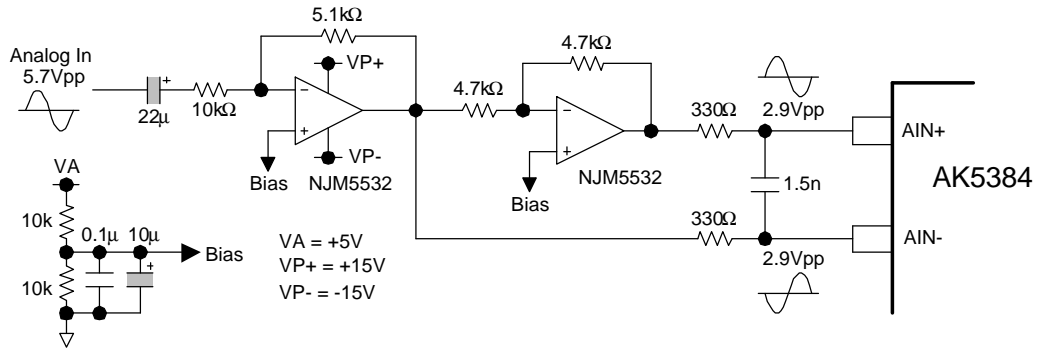 Analog In
5.7Vpp
22µ
10kΩ
5.1kΩ
VP+
VP-
Bias
NJM5532
4.7kΩ
4.7kΩ
Bias
NJM5532
330Ω
2.9Vpp
1.5n
330Ω
2.9Vpp
AIN+
AIN-
AK5384
VA
10k
0.1µ
10µ
Bias
10k
VA = +5V
VP+ = +15V
VP- = -15V
−
+
−
+
+
+